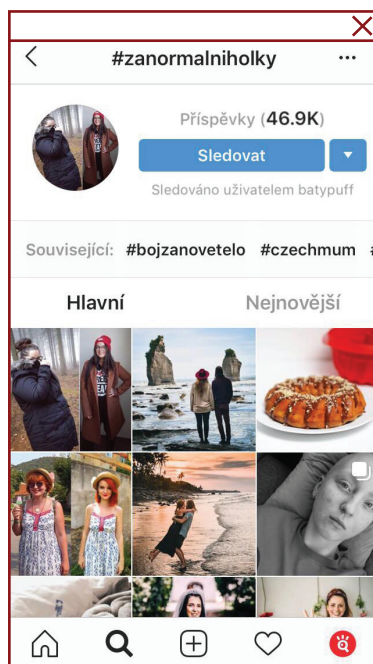 #zanormalniholky
Příspěvky (46.9K)
Sledovat
Sledováno uživatelem batypuff
Související: #bojzanovetelo #czechmum #
Hlavní Nejnovější